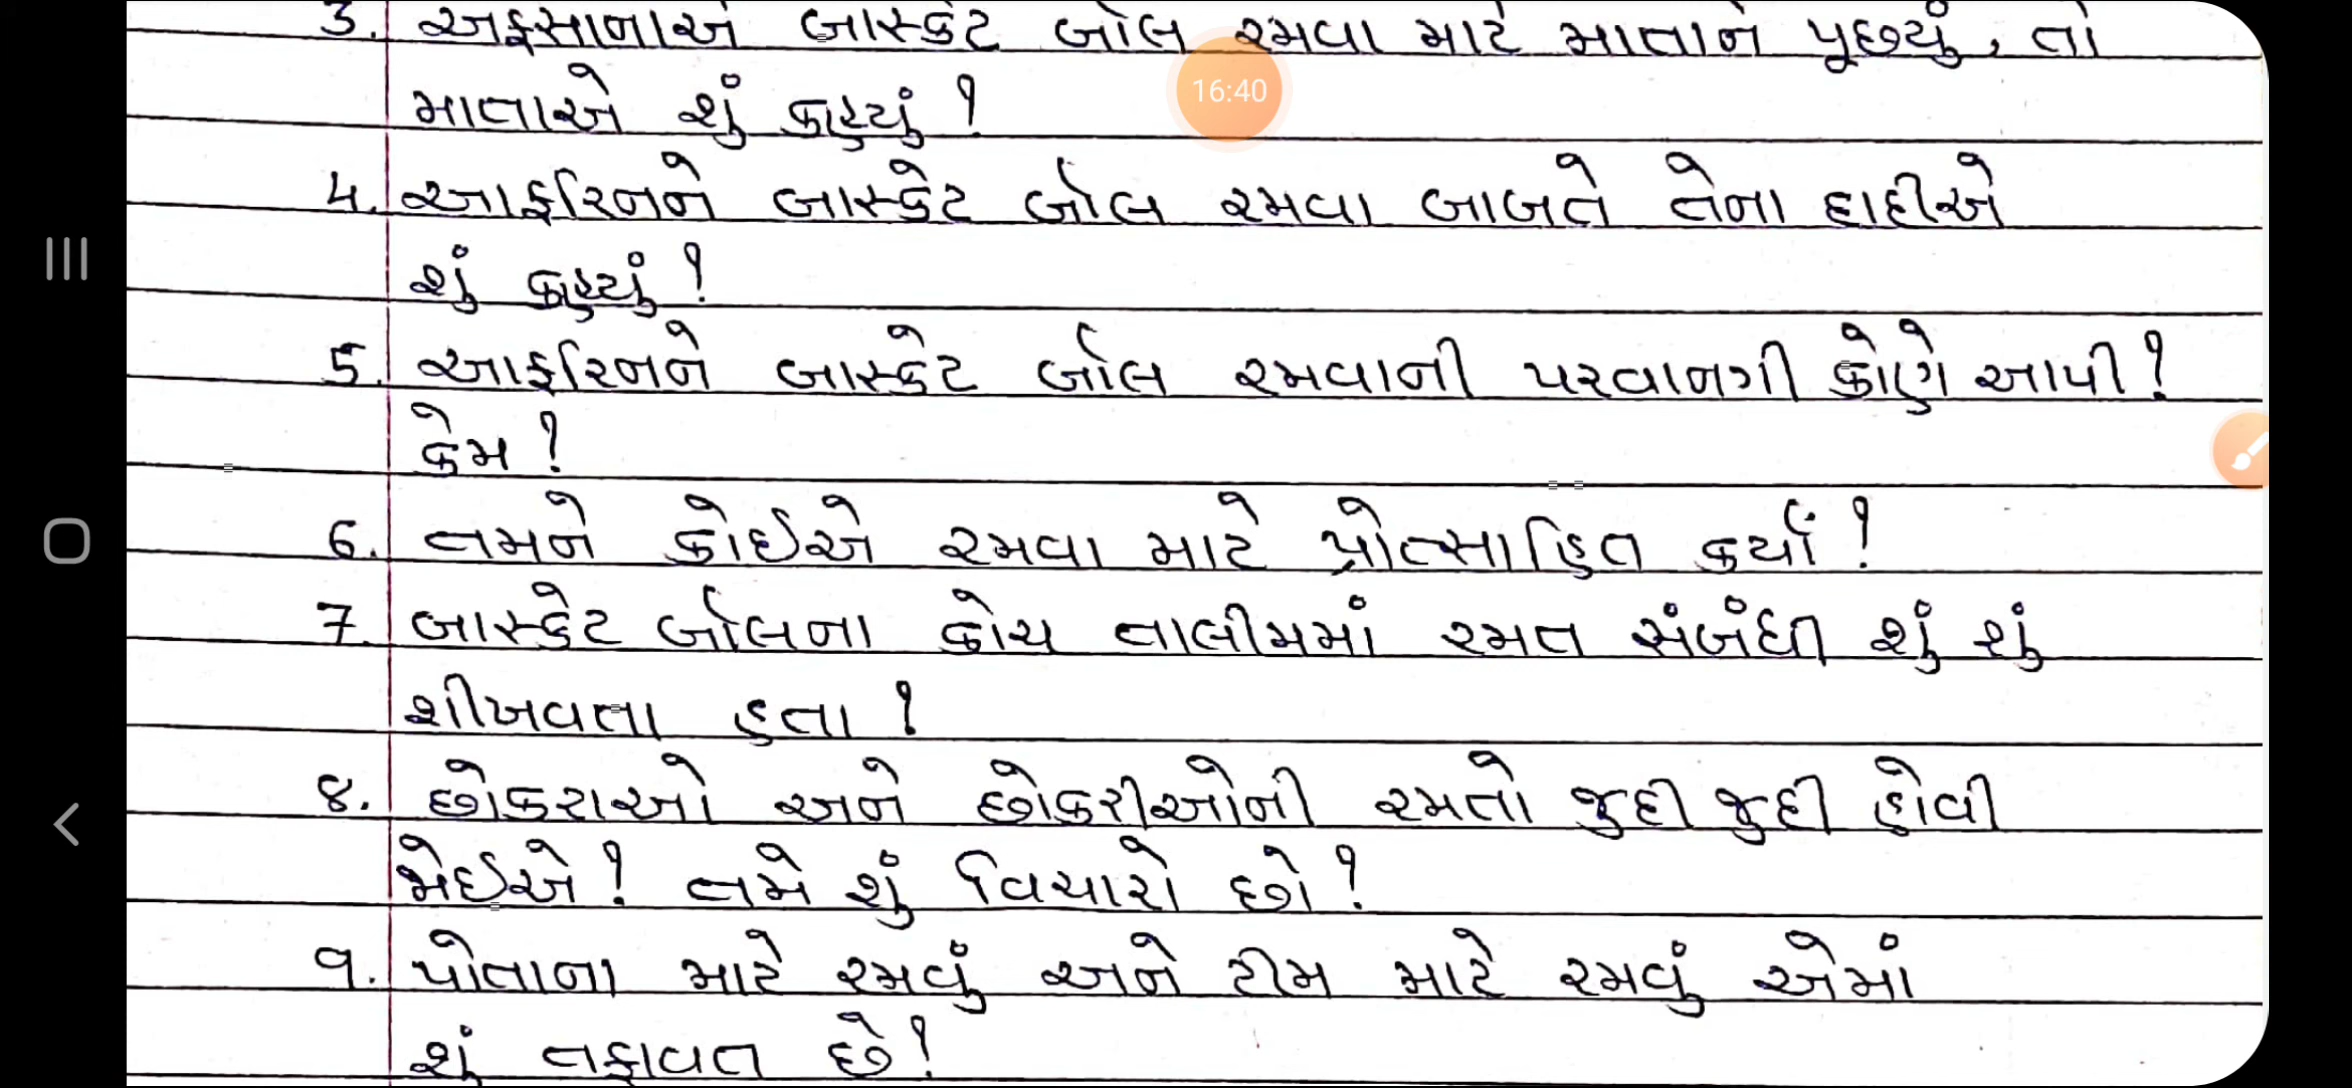 3. અફસાનાએ બાસ્કેટ બોલ રમવા માટે માતાને પૂછ્યું, તો
16:40
માતાએ શું કહ્યું?
4. આફરિનને બાસ્કેટ બોલ રમવા બાબતે તેના દાદીએ
શું કહ્યું?
5. આફરિનને બાસ્કેટ બોલ રમવાની પરવાનગી કોણે આપી?
કેમ?
6. તમને કોઈએ રમવા માટે પ્રોત્સાહિત કર્યાં?
7. બાસ્કેટ બોલના કોચ તાલીમમાં રમત સંબંધી શું શું
શીખવતા હતા?
8. છોકરાઓ અને છોકરીઓની રમતો જુદી જુદી હોવી
જોઈએ? તમે શું વિચારો છો?
9. પોતાના માટે રમવું અને ટીમ માટે રમવું એમાં
શું તફાવત છે?